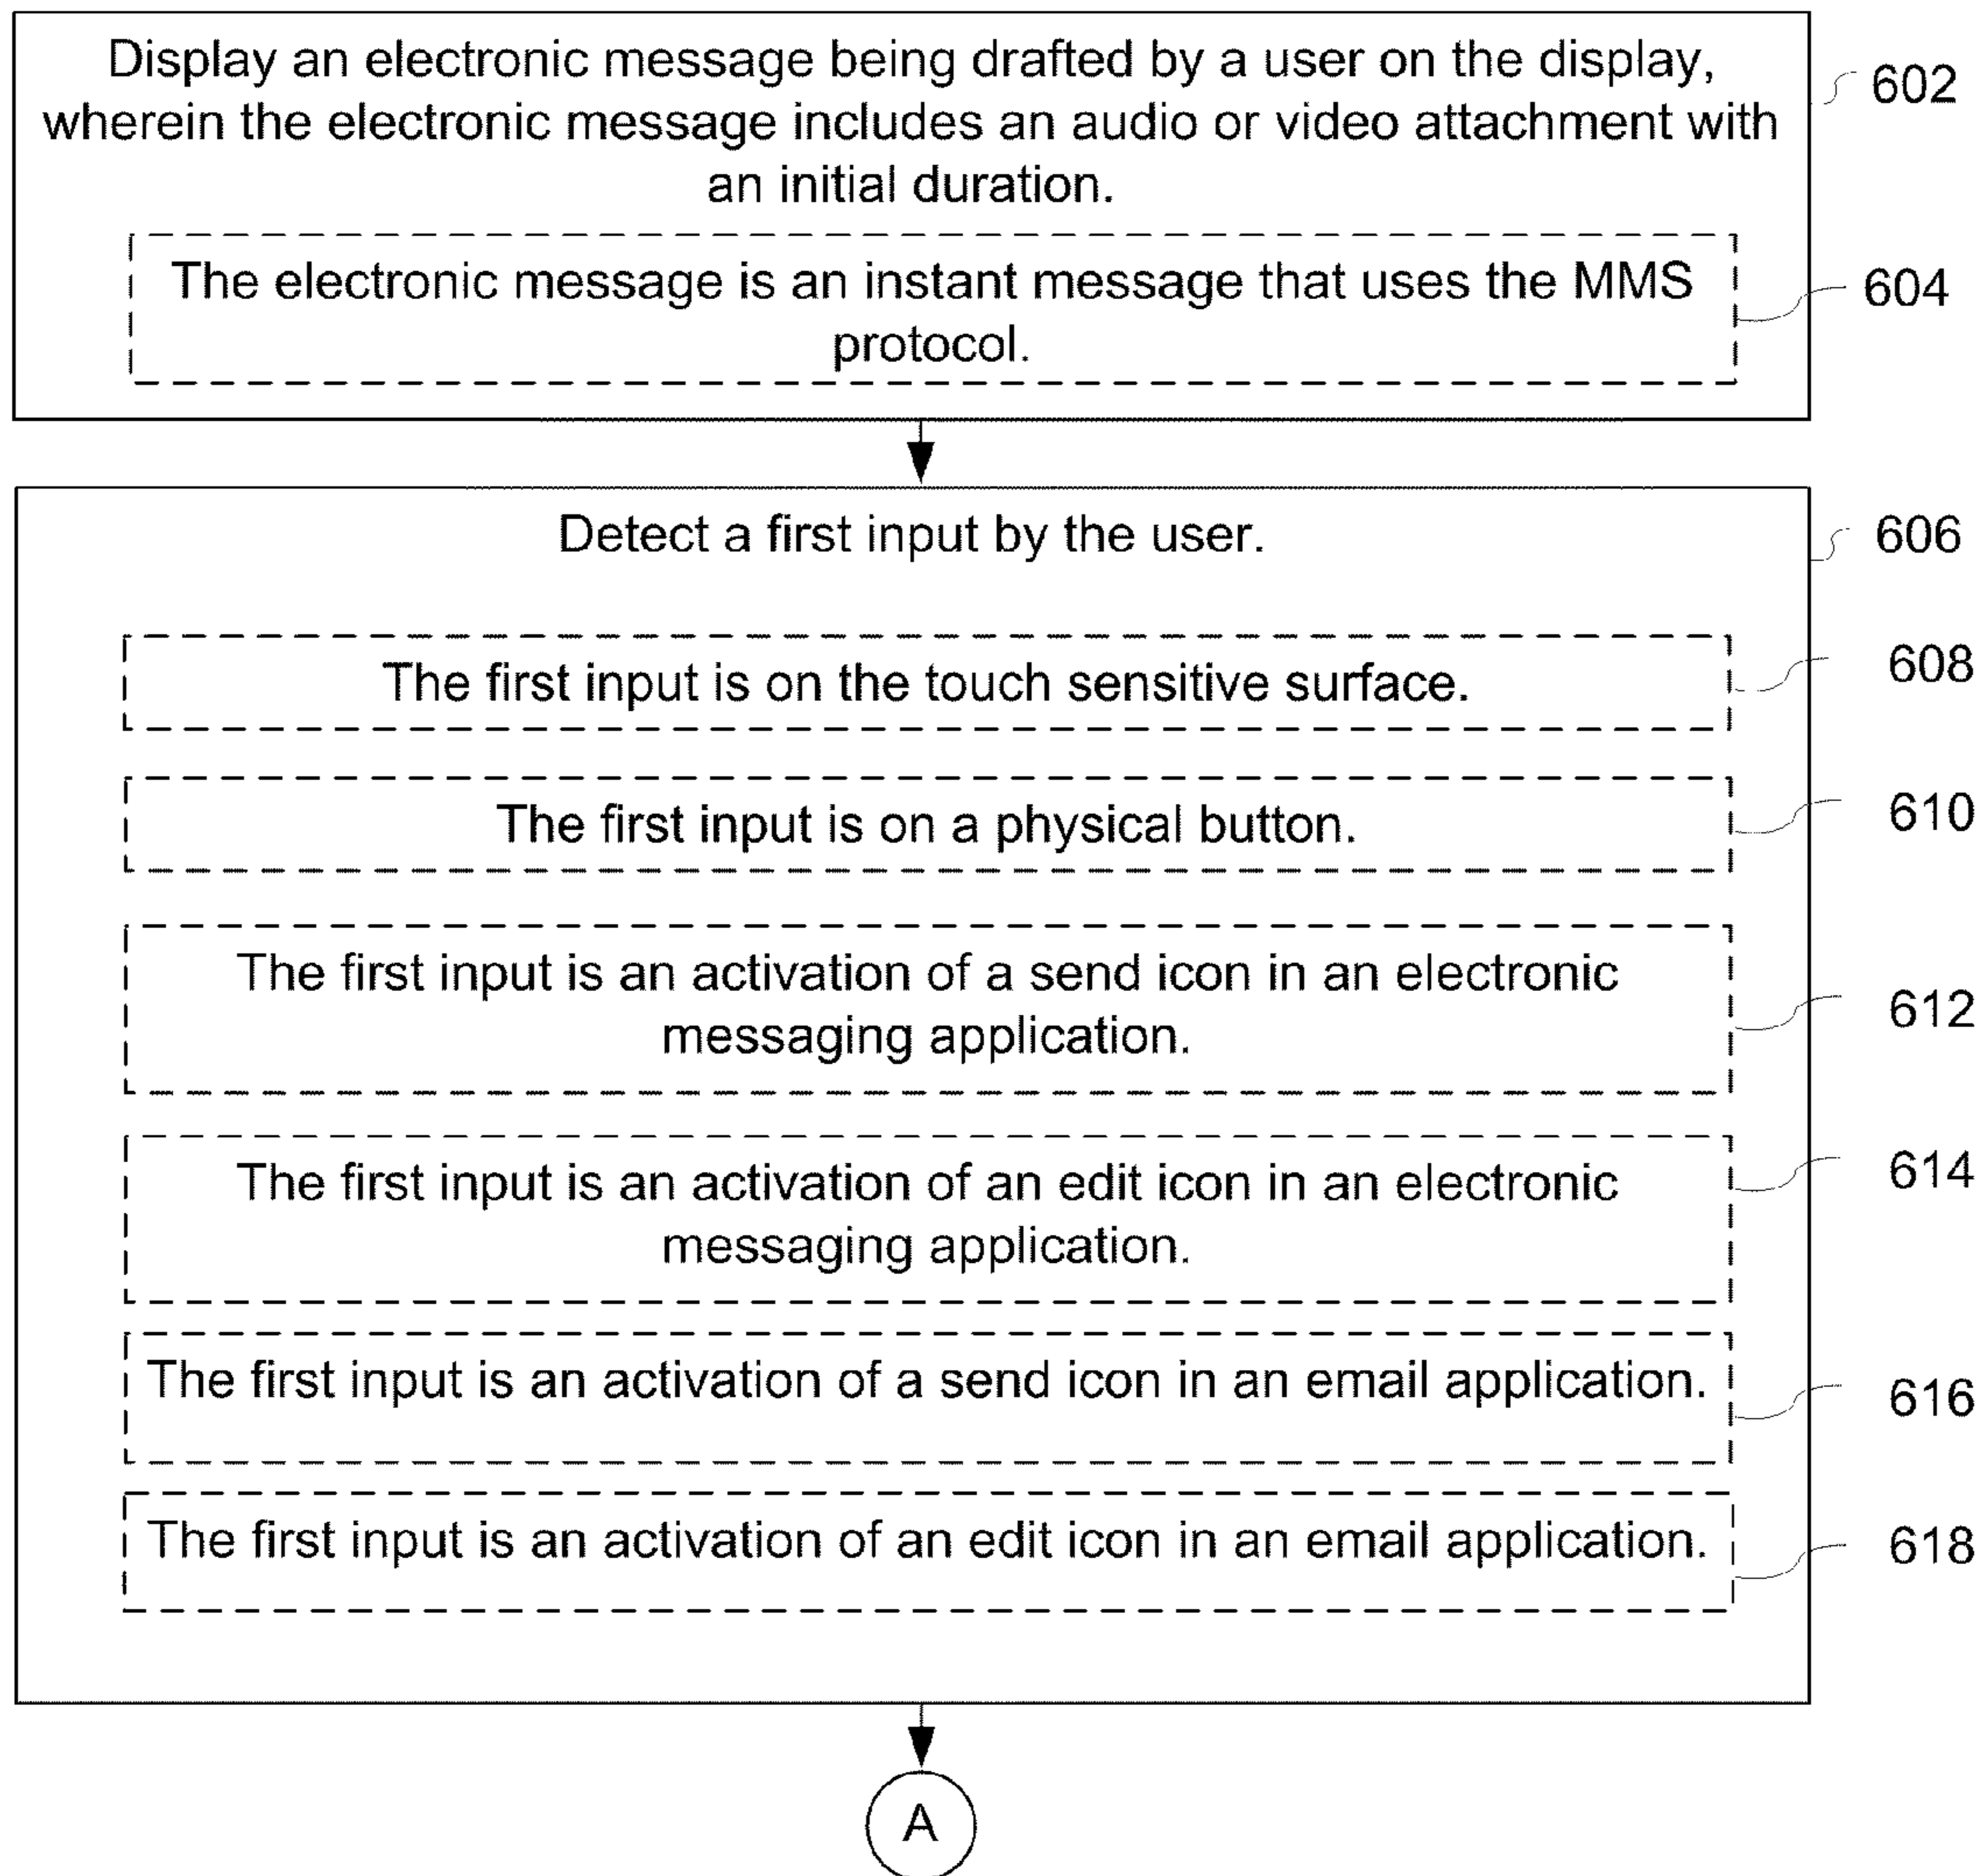 Display an electronic message being drafted by a user on the display,
wherein the electronic message includes an audio or video attachment with
an initial duration.
602
The electronic message is an instant message that uses the MMS
protocol.
604
Detect a first input by the user.
606
The first input is on the touch sensitive surface.
608
The first input is on a physical button.
610
The first input is an activation of a send icon in an electronic
messaging application.
612
The first input is an activation of an edit icon in an electronic
messaging application.
614
The first input is an activation of a send icon in an email application.
616
The first input is an activation of an edit icon in an email application.
618
A